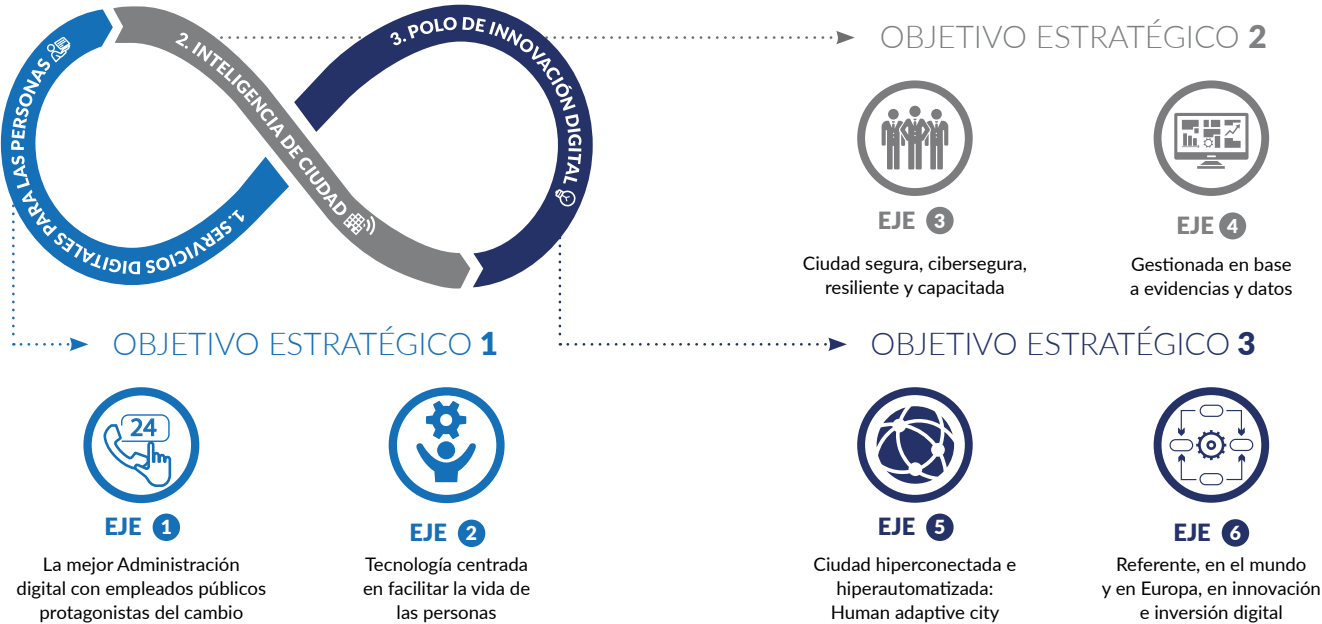 1. SERVICIOS DIGITALES PARA LAS PERSONAS
2. INTELIGENCIA DE CIUDAD
3. POLO DE INNOVACIÓN DIGITAL
OBJETIVO ESTRATÉGICO 2
EJE 3
Ciudad segura, cibersegura,
resiliente y capacitada
EJE 4
Gestionada en base
a evidencias y datos
OBJETIVO ESTRATÉGICO 1
24
EJE 1
La mejor Administración
digital con empleados públicos
protagonistas del cambio
EJE 2
Tecnología centrada
en facilitar la vida de
las personas
OBJETIVO ESTRATÉGICO 3
EJE 5
Ciudad hiperconectada e
hiperautomatizada:
Human adaptive city
EJE 6
Referente, en el mundo
y en Europa, en innovación
e inversión digital